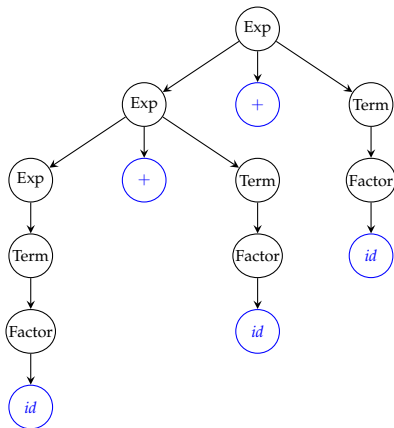 Exp
Exp + Term
Exp + Term Factor
Term Factor id
Factor id
id